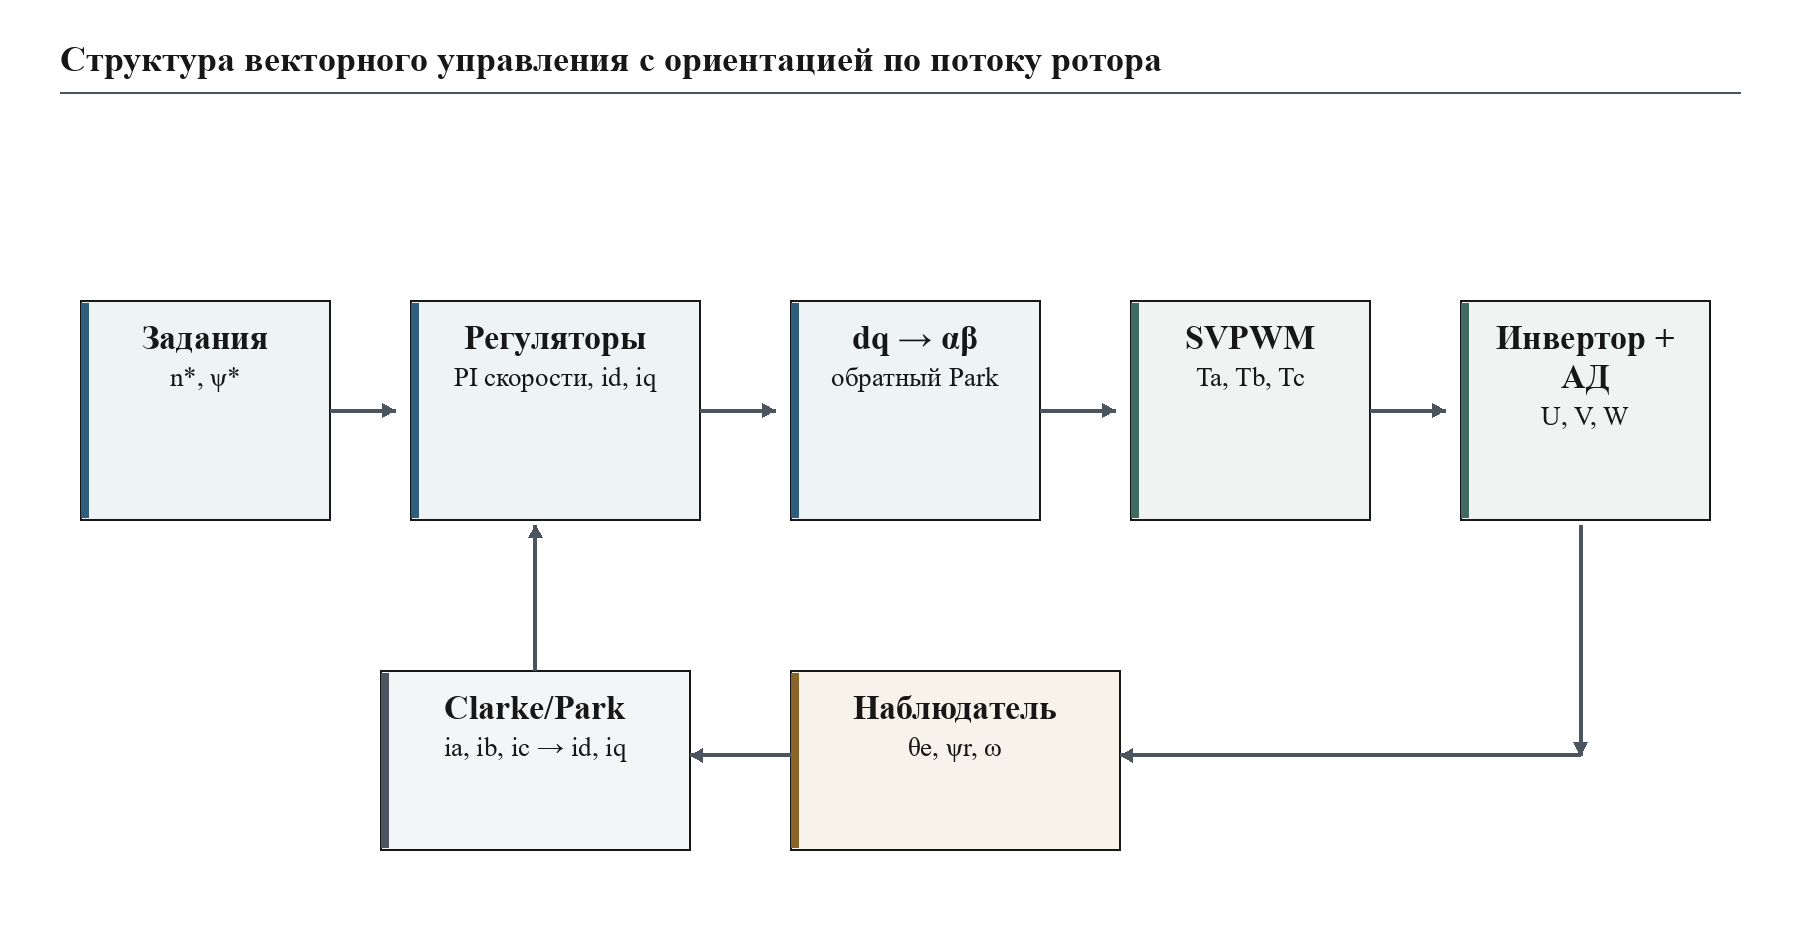 Структура векторного управления с ориентацией по потоку ротора
Задания
n*, ψ*
Регуляторы
PI скорости, id, iq
dq → αβ
обратный Park
SVPWM
Ta, Tb, Tc
Инвертор +
АД
U, V, W
Clarke/Park
ia, ib, ic → id, iq
Наблюдатель
θe, ψr, ω